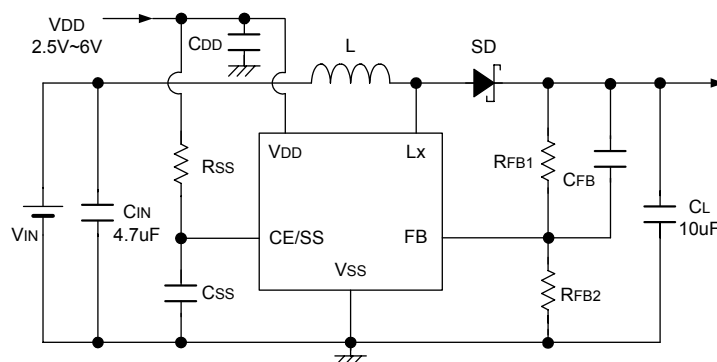 VDD
2.5V~6V
CDD
L
SD
VDD
Lx
RSS
RFB1
CFB
CIN
4.7uF
VIN
CE/SS
FB
CL
10uF
VSS
CSS
RFB2